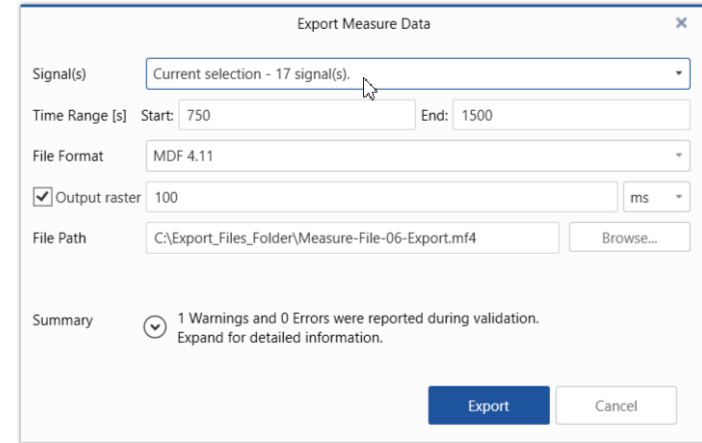 Export Measure Data
Signal(s) Current selection - 17 signal(s).
Time Range [s] Start: 750 End: 1500
File Format MDF 4.11
Output raster 100 ms
File Path C:\Export_Files_Folder\Measure-File-06-Export.mf4 Browse...
Summary 1 Warnings and 0 Errors were reported during validation.
Expand for detailed information.
Export Cancel